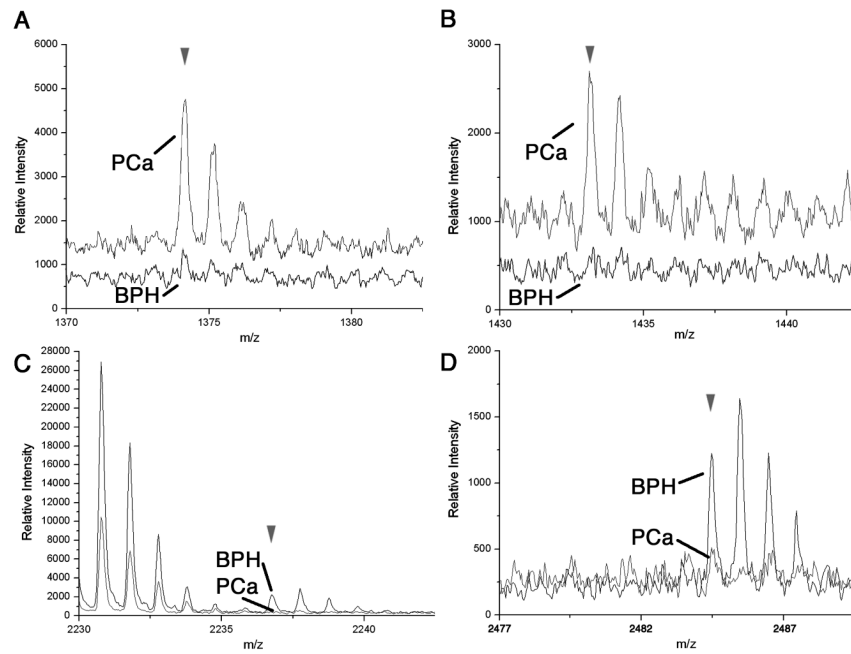 A
6000
5000
4000
3000
2000
1000
0
Relative Intensity
PCa
BPH
1370
1375
1380
m/z
B
3000
2000
1000
0
Relative Intensity
PCa
BPH
1430
1435
1440
m/z
C
28000
26000
24000
22000
20000
18000
16000
14000
12000
10000
8000
6000
4000
2000
0
Relative Intensity
BPH
PCa
2230
2235
2240
m/z
D
2000
1500
1000
500
0
Relative Intensity
BPH
PCa
2477
2482
2487
m/z